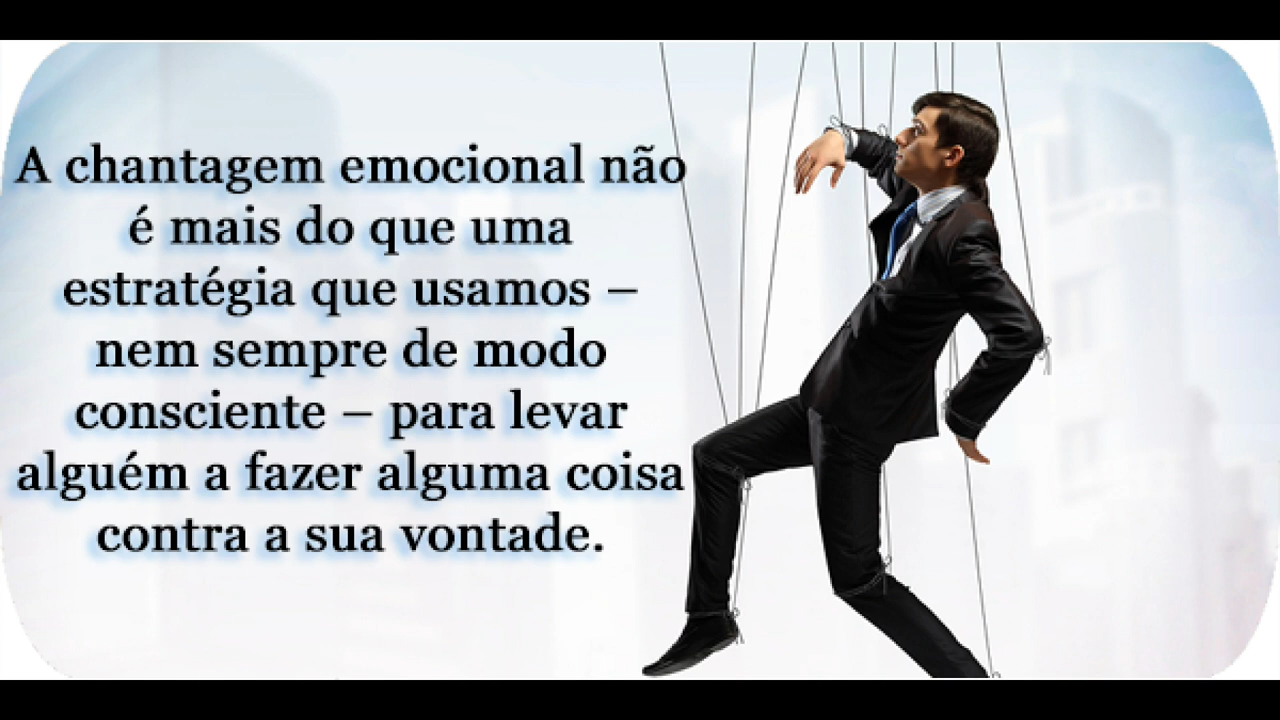 A chantagem emocional não
é mais do que uma
estratégia que usamos –
nem sempre de modo
consciente – para levar
alguém a fazer alguma coisa
contra a sua vontade.